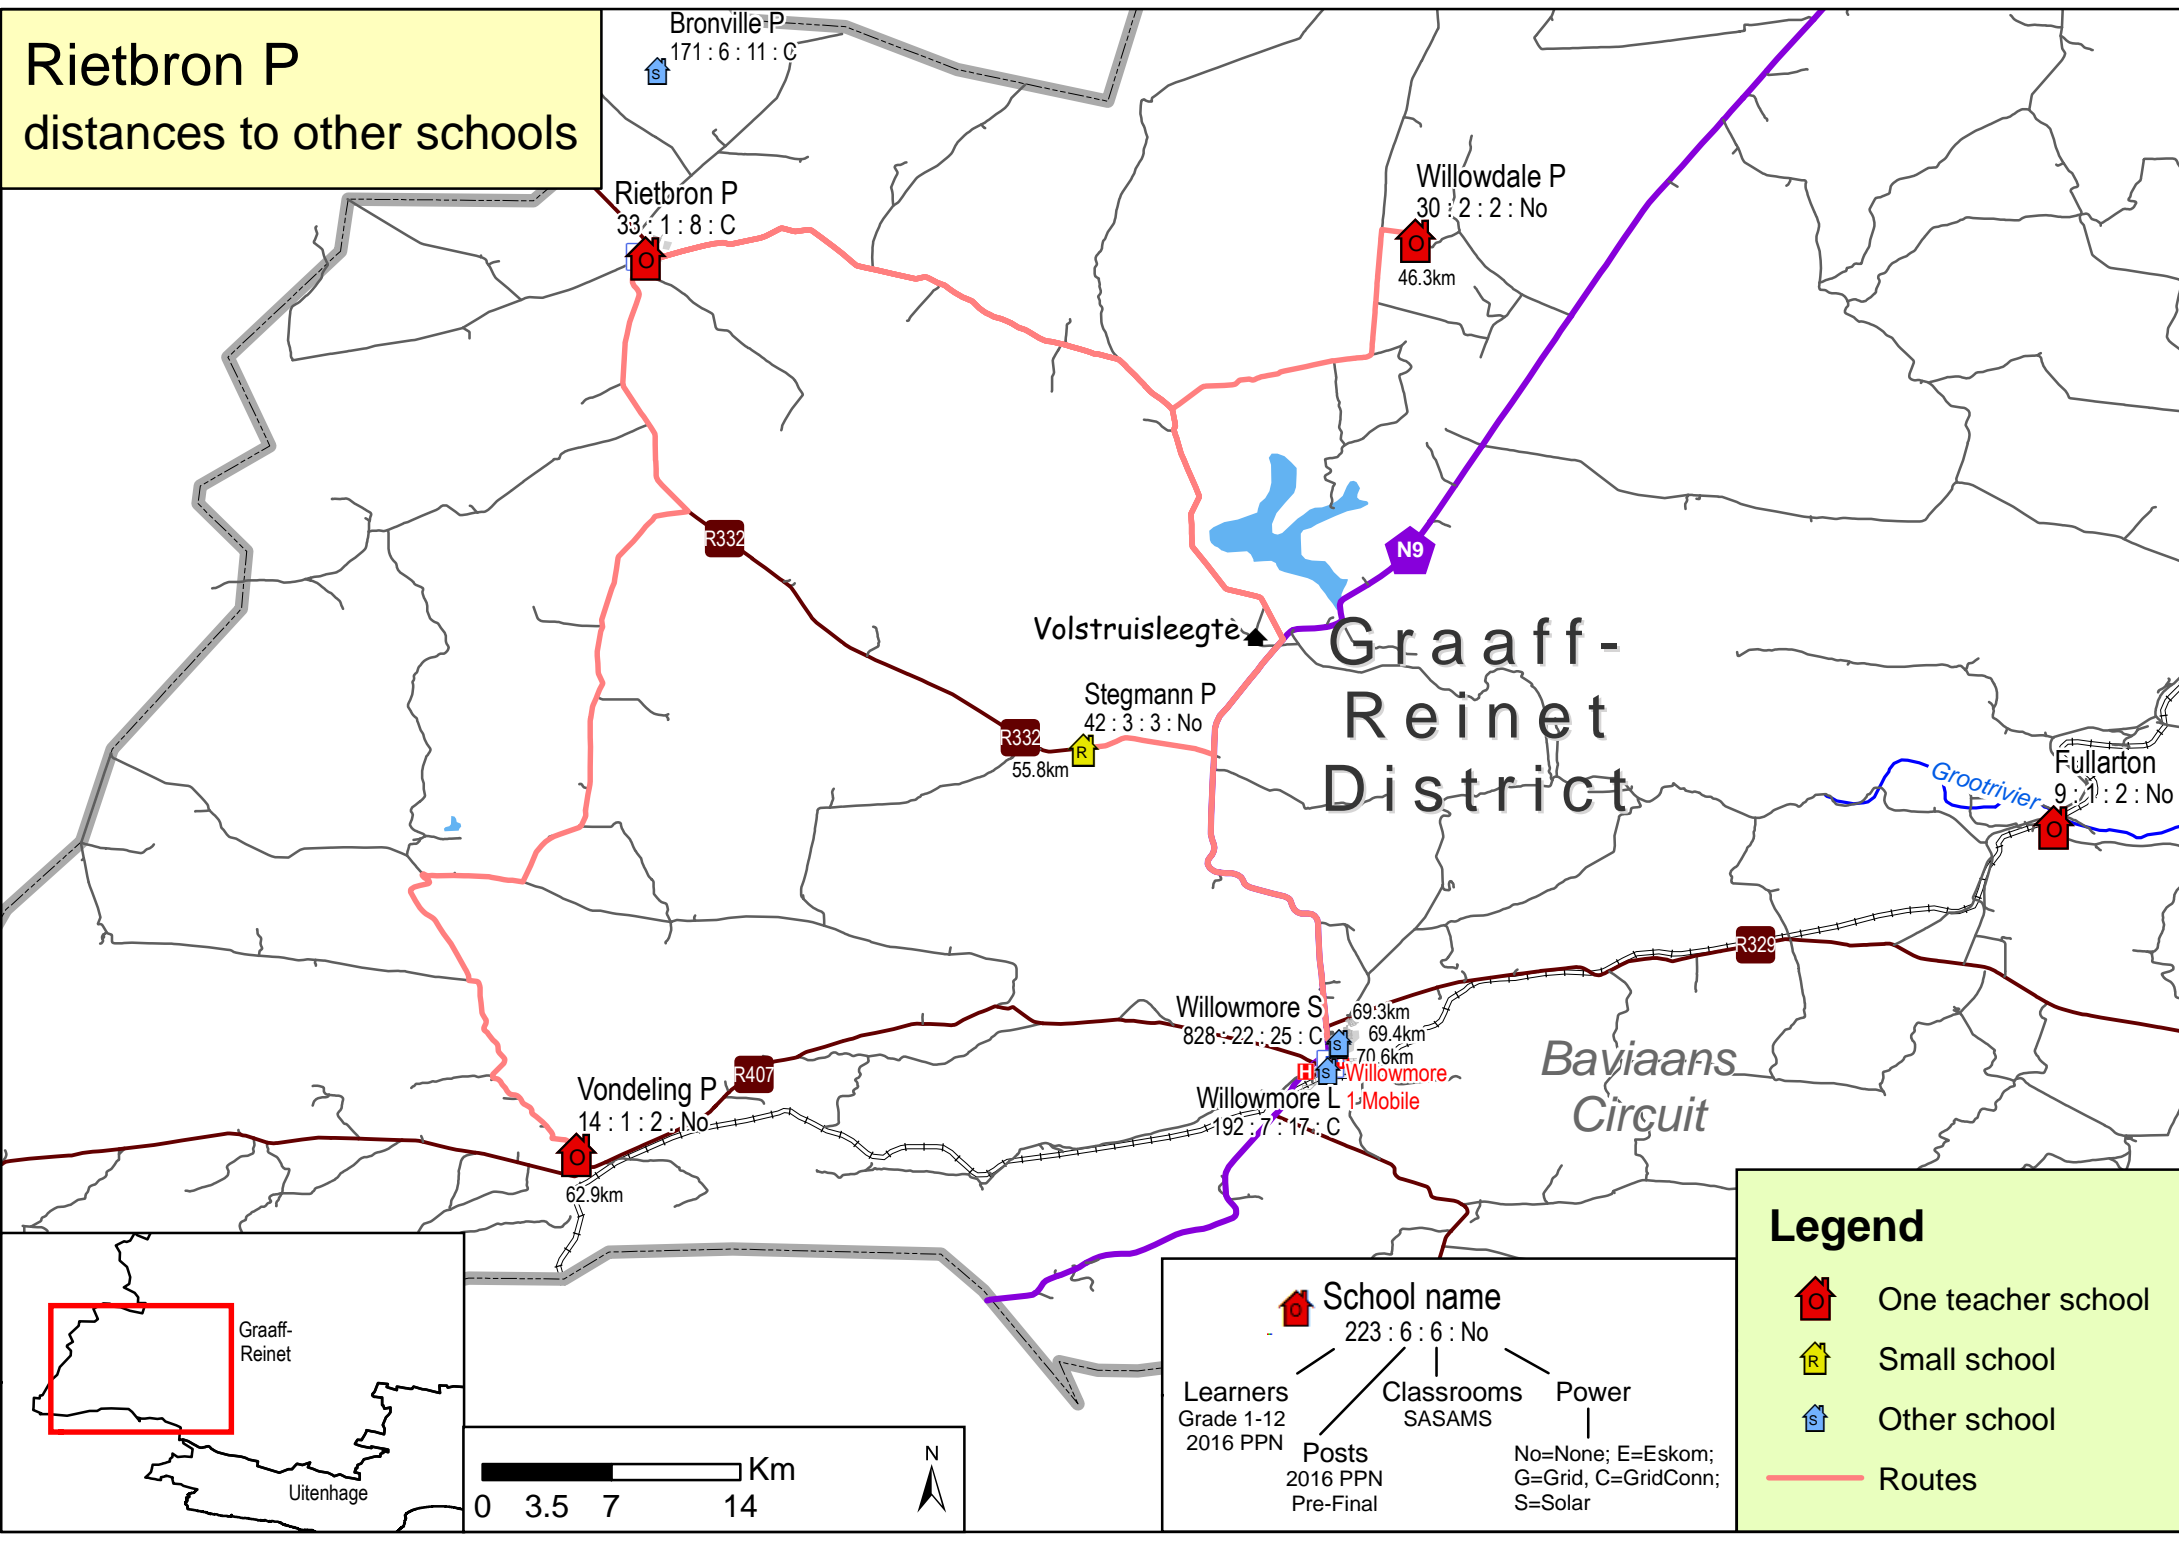 Rietbron P
distances to other schools
Bronville P
171 : 6 : 11 : C
S
Rietbron P
33 : 1 : 8 : C
O
Willowdale P
30 : 2 : 2 : No
O
46.3km
R332
N9
Volstruisleegte
Graaff-
Reinet
District
Stegmann P
42 : 3 : 3 : No
R332
R
55.8km
Fullarton
9 : 1 : 2 : No
Grootrivier
O
R329
Willowmore S
828 : 22 : 25 : C
69.3km
69.4km
70.6km
S
H
S
Willowmore
1 Mobile
Willowmore L
192 : 7 : 17 : C
Baviaans
Circuit
R407
Vondeling P
14 : 1 : 2 : No
O
62.9km
Graaff-
Reinet
Uitenhage
Km
0 3.5 7 14
N
O
School name
223 : 6 : 6 : No
Learners
Grade 1-12
2016 PPN
Posts
2016 PPN
Pre-Final
Classrooms
SASAMS
Power
No=None; E=Eskom;
G=Grid, C=GridConn;
S=Solar
Legend
O One teacher school
R Small school
S Other school
Routes